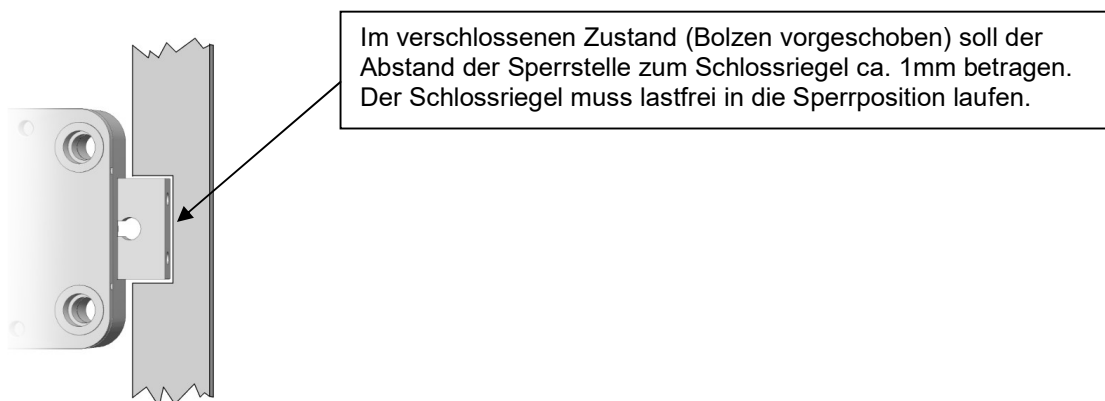 Im verschlossenen Zustand (Bolzen vorgeschoben) soll der
Abstand der Sperrstelle zum Schlossriegel ca. 1mm betragen.
Der Schlossriegel muss lastfrei in die Sperrposition laufen.